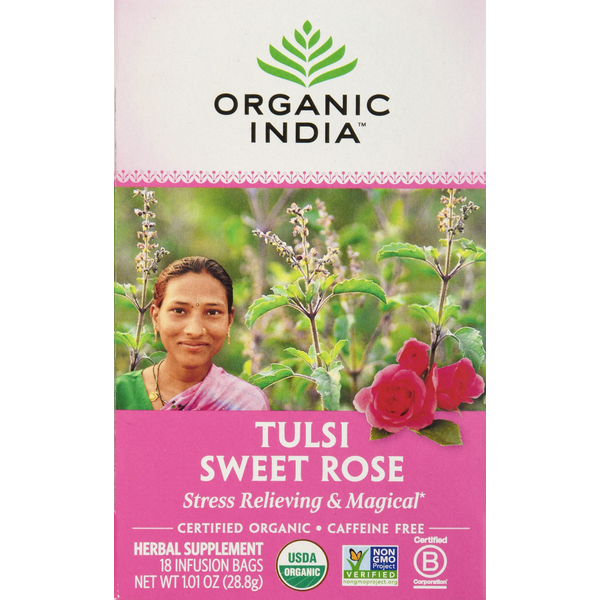 ORGANIC
INDIA™
TULSI
SWEET ROSE
Stress Relieving & Magical*
CERTIFIED ORGANIC • CAFFEINE FREE
HERBAL SUPPLEMENT
18 INFUSION BAGS
NET WT 1.01 OZ (28.8g)
USDA
ORGANIC
NON
GMO
Project
VERIFIED
nongmoproject.org
Certified
B
Corporation